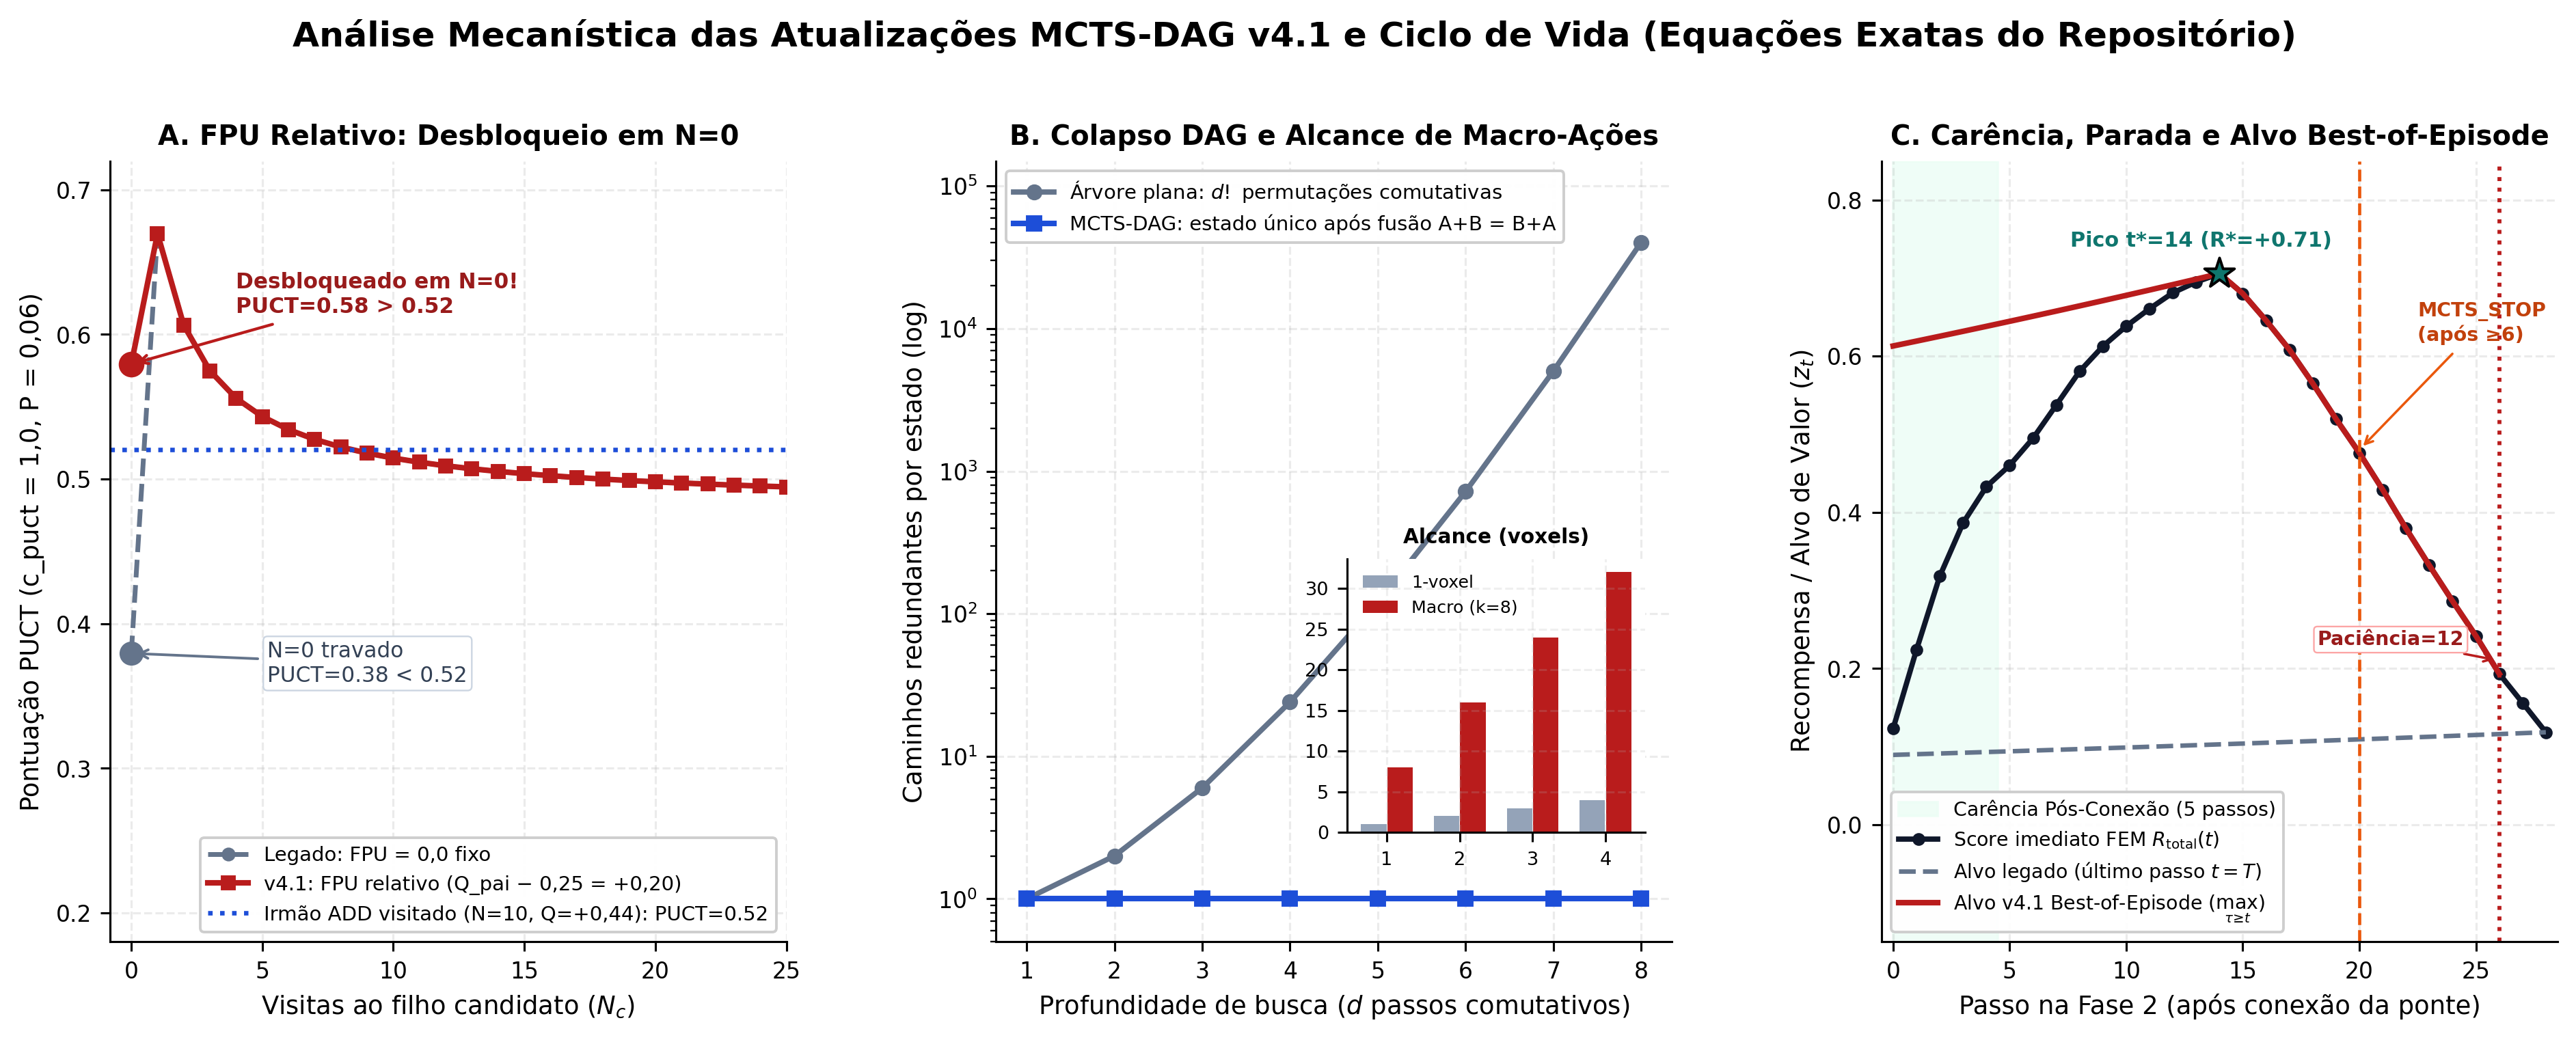 Análise Mecanística das Atualizações MCTS-DAG v4.1 e Ciclo de Vida (Equações Exatas do Repositório)
A. FPU Relativo: Desbloqueio em N=0
Pontuação PUCT (c_puct = 1,0, P = 0,06)
0.7
0.6
0.5
0.4
0.3
0.2
Desbloqueado em N=0!
PUCT=0.58 > 0.52
N=0 travado
PUCT=0.38 < 0.52
Legado: FPU = 0,0 fixo
v4.1: FPU relativo (Q_pai − 0,25 = +0,20)
Irmão ADD visitado (N=10, Q=+0,44): PUCT=0.52
0 5 10 15 20 25
Visitas ao filho candidato (N_c)
B. Colapso DAG e Alcance de Macro-Ações
Caminhos redundantes por estado (log)
10^5
10^4
10^3
10^2
10^1
10^0
Árvore plana: d! permutações comutativas
MCTS-DAG: estado único após fusão A+B = B+A
Alcance (voxels)
1-voxel
Macro (k=8)
30
25
20
15
10
5
0
1 2 3 4
1 2 3 4 5 6 7 8
Profundidade de busca (d passos comutativos)
C. Carência, Parada e Alvo Best-of-Episode
Recompensa / Alvo de Valor (z_t)
0.8
0.6
0.4
0.2
0.0
Pico t*=14 (R*=+0.71)
MCTS_STOP
(após ≥6)
Paciência=12
Carência Pós-Conexão (5 passos)
Score imediato FEM R_total(t)
Alvo legado (último passo t = T)
Alvo v4.1 Best-of-Episode (max)
τ≥t
0 5 10 15 20 25
Passo na Fase 2 (após conexão da ponte)